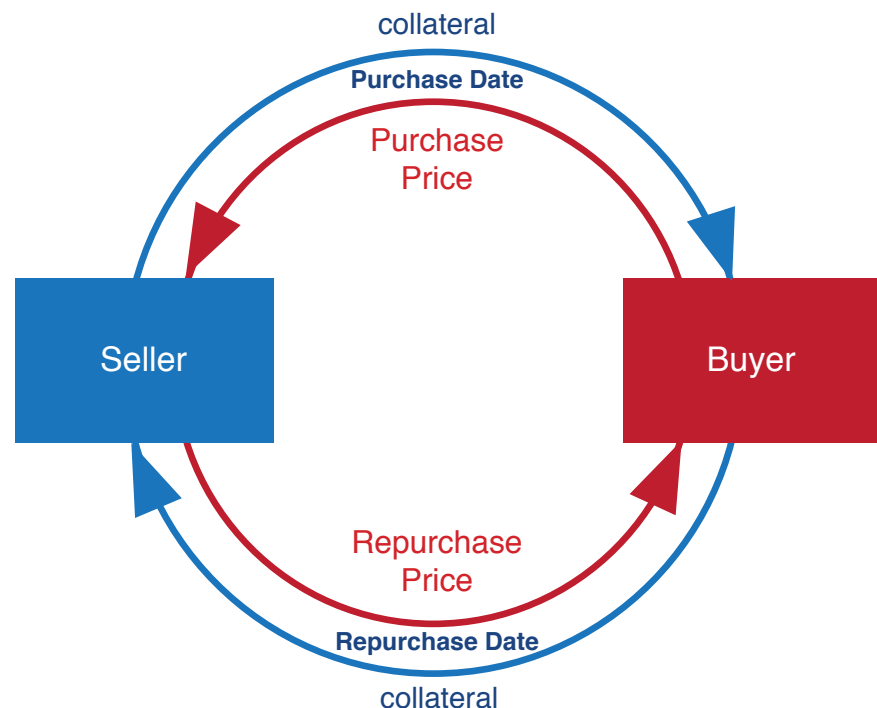 collateral
Purchase Date
Purchase
Price
Seller
Buyer
Repurchase
Price
Repurchase Date
collateral